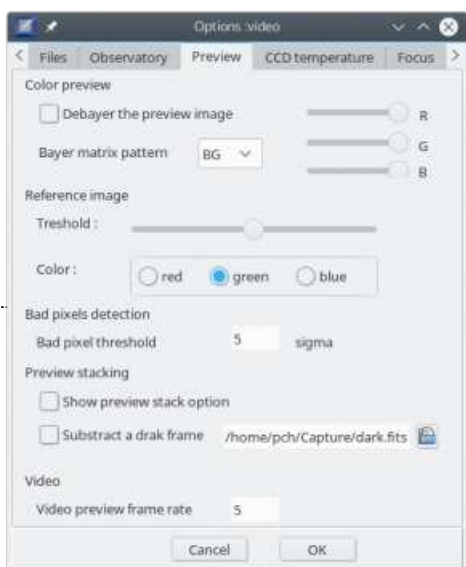 Options :video
Files Observatory Preview CCD temperature Focus
Color preview
Debayer the preview image R
Bayer matrix pattern BG G
B
Reference image
Treshold :
Color : red green blue
Bad pixels detection
Bad pixel threshold 5 sigma
Preview stacking
Show preview stack option
Substract a drak frame /home/pch/Capture/dark.fits
Video
Video preview frame rate 5
Cancel OK